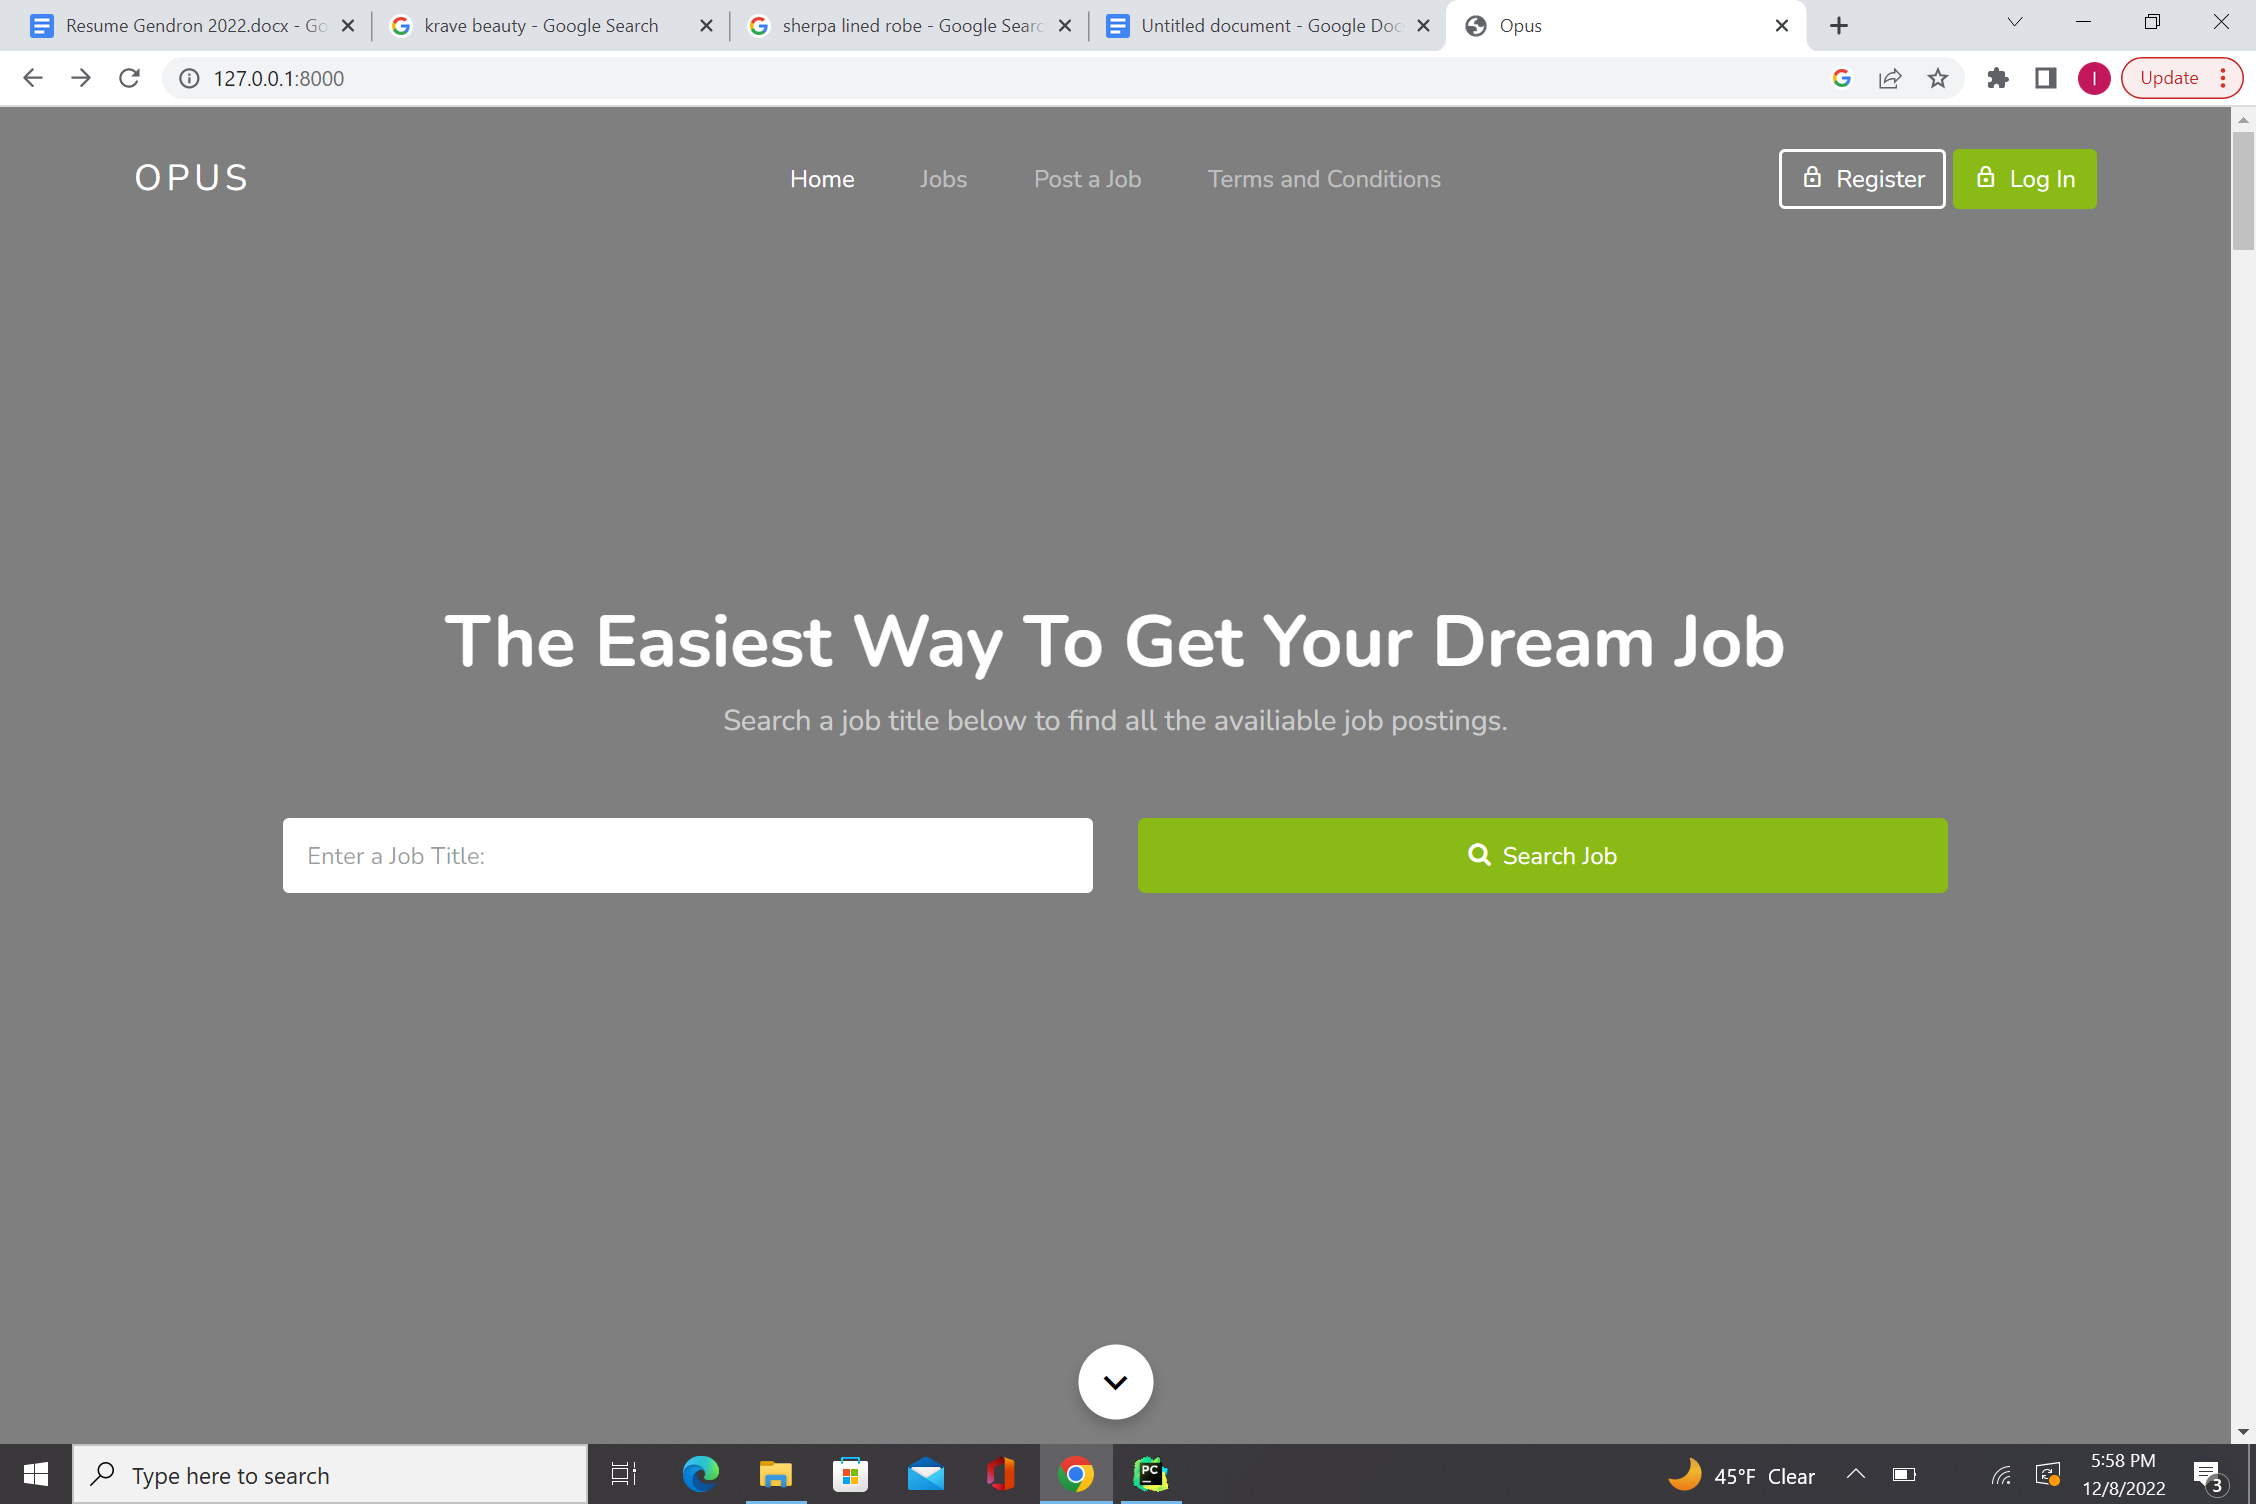 Resume Gendron 2022.docx - Go
krave beauty - Google Search
sherpa lined robe - Google Searc
Untitled document - Google Doc
Opus
127.0.0.1:8000
I
Update
OPUS
Home
Jobs
Post a Job
Terms and Conditions
Register
Log In
The Easiest Way To Get Your Dream Job
Search a job title below to find all the availiable job postings.
Enter a Job Title:
Search Job
Type here to search
PC
45°F Clear
5:58 PM
12/8/2022
3